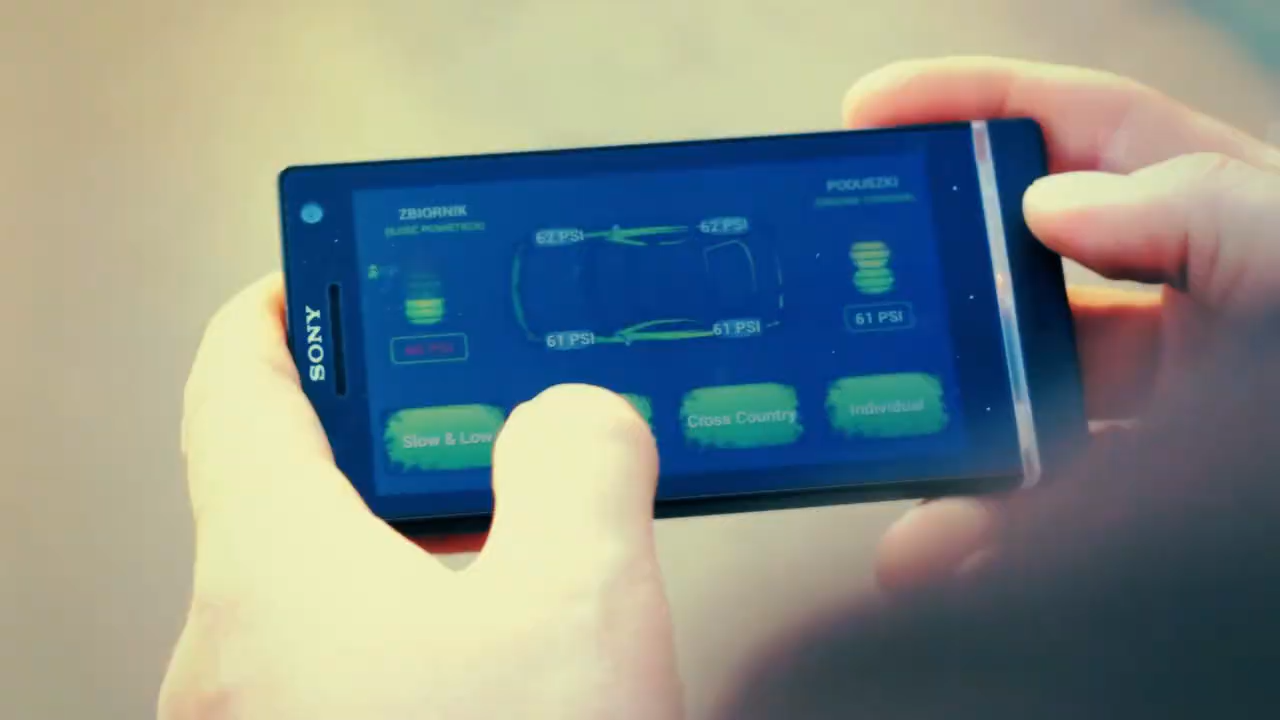 SONY
ZBIORNIK
PODUSZKI
62 PSI
62 PSI
61 PSI
61 PSI
61 PSI
Slow & Low
Cross Country
Individual